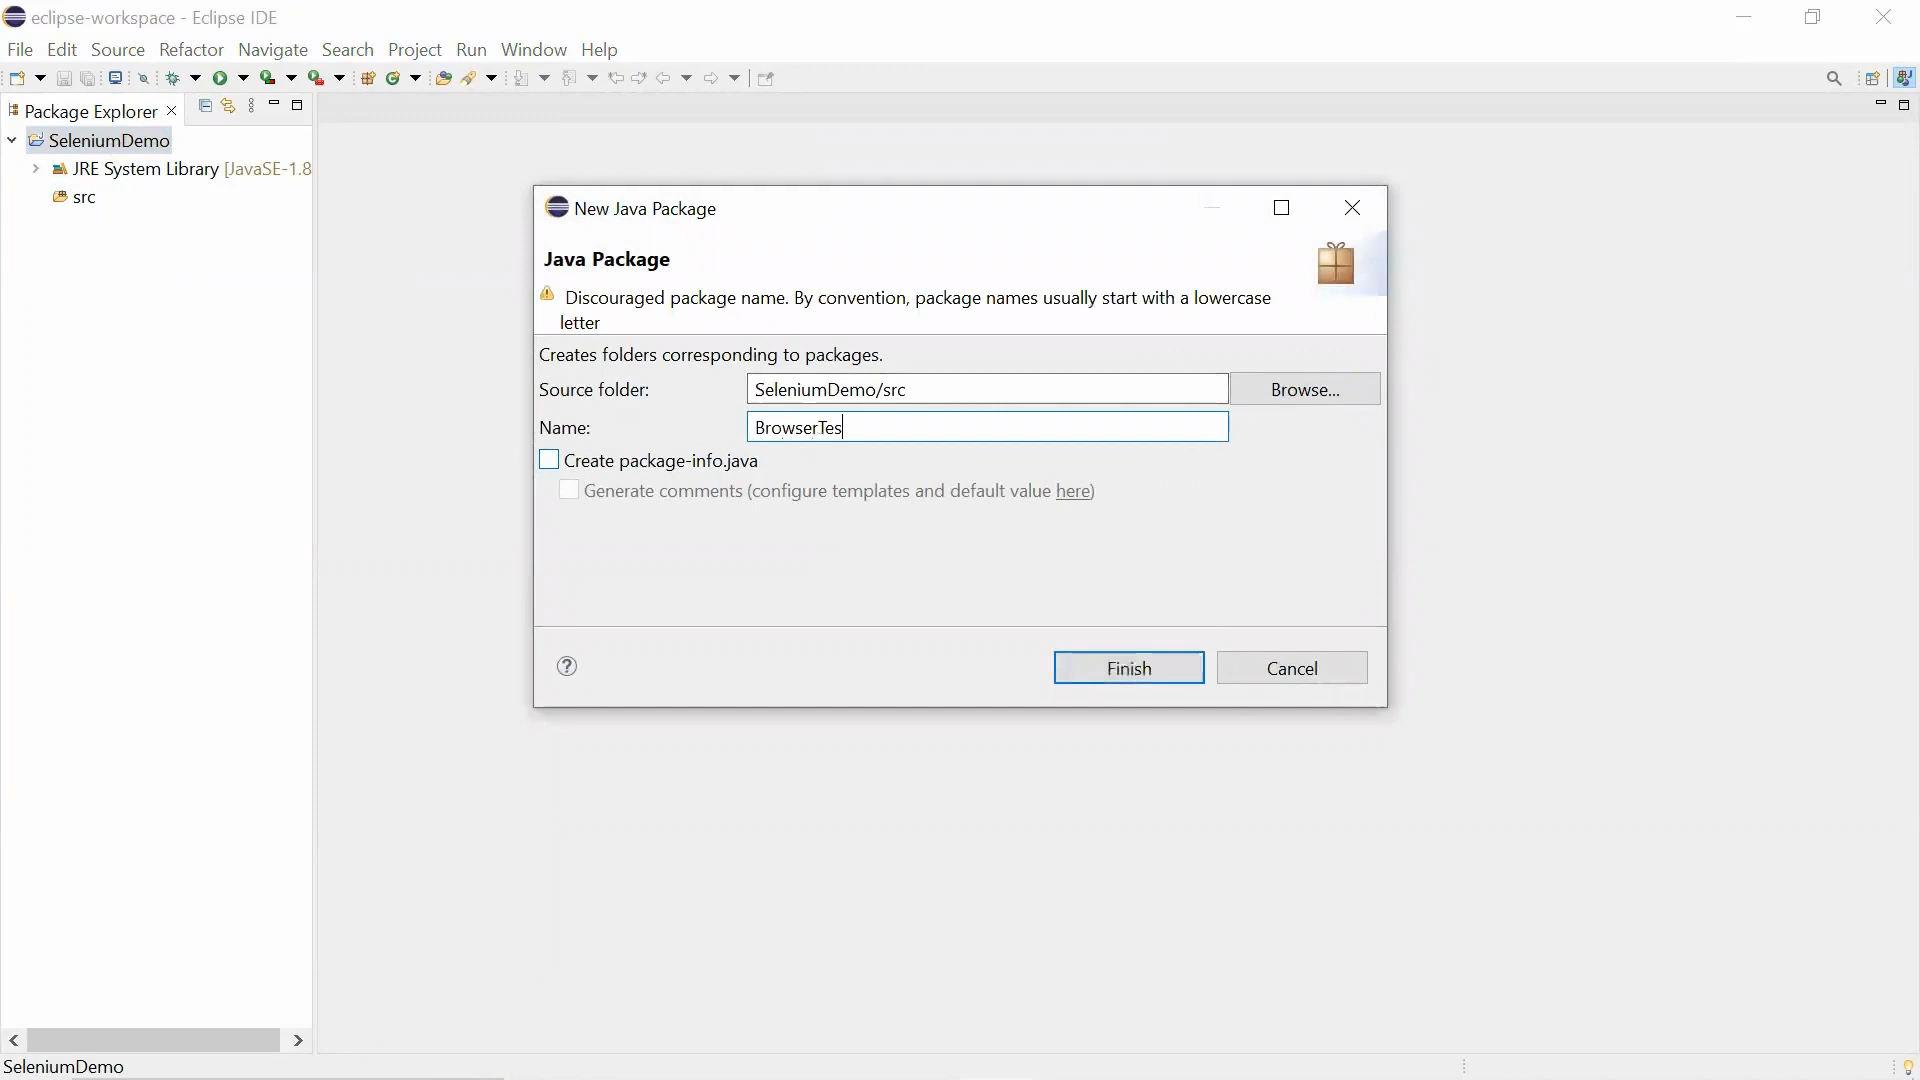 eclipse-workspace - Eclipse IDE
File Edit Source Refactor Navigate Search Project Run Window Help
Package Explorer
SeleniumDemo
JRE System Library [JavaSE-1.8
src
New Java Package
Java Package
Discouraged package name. By convention, package names usually start with a lowercase
letter
Creates folders corresponding to packages.
Source folder: SeleniumDemo/src Browse...
Name: BrowserTes
Create package-info.java
Generate comments (configure templates and default value here)
Finish Cancel
SeleniumDemo